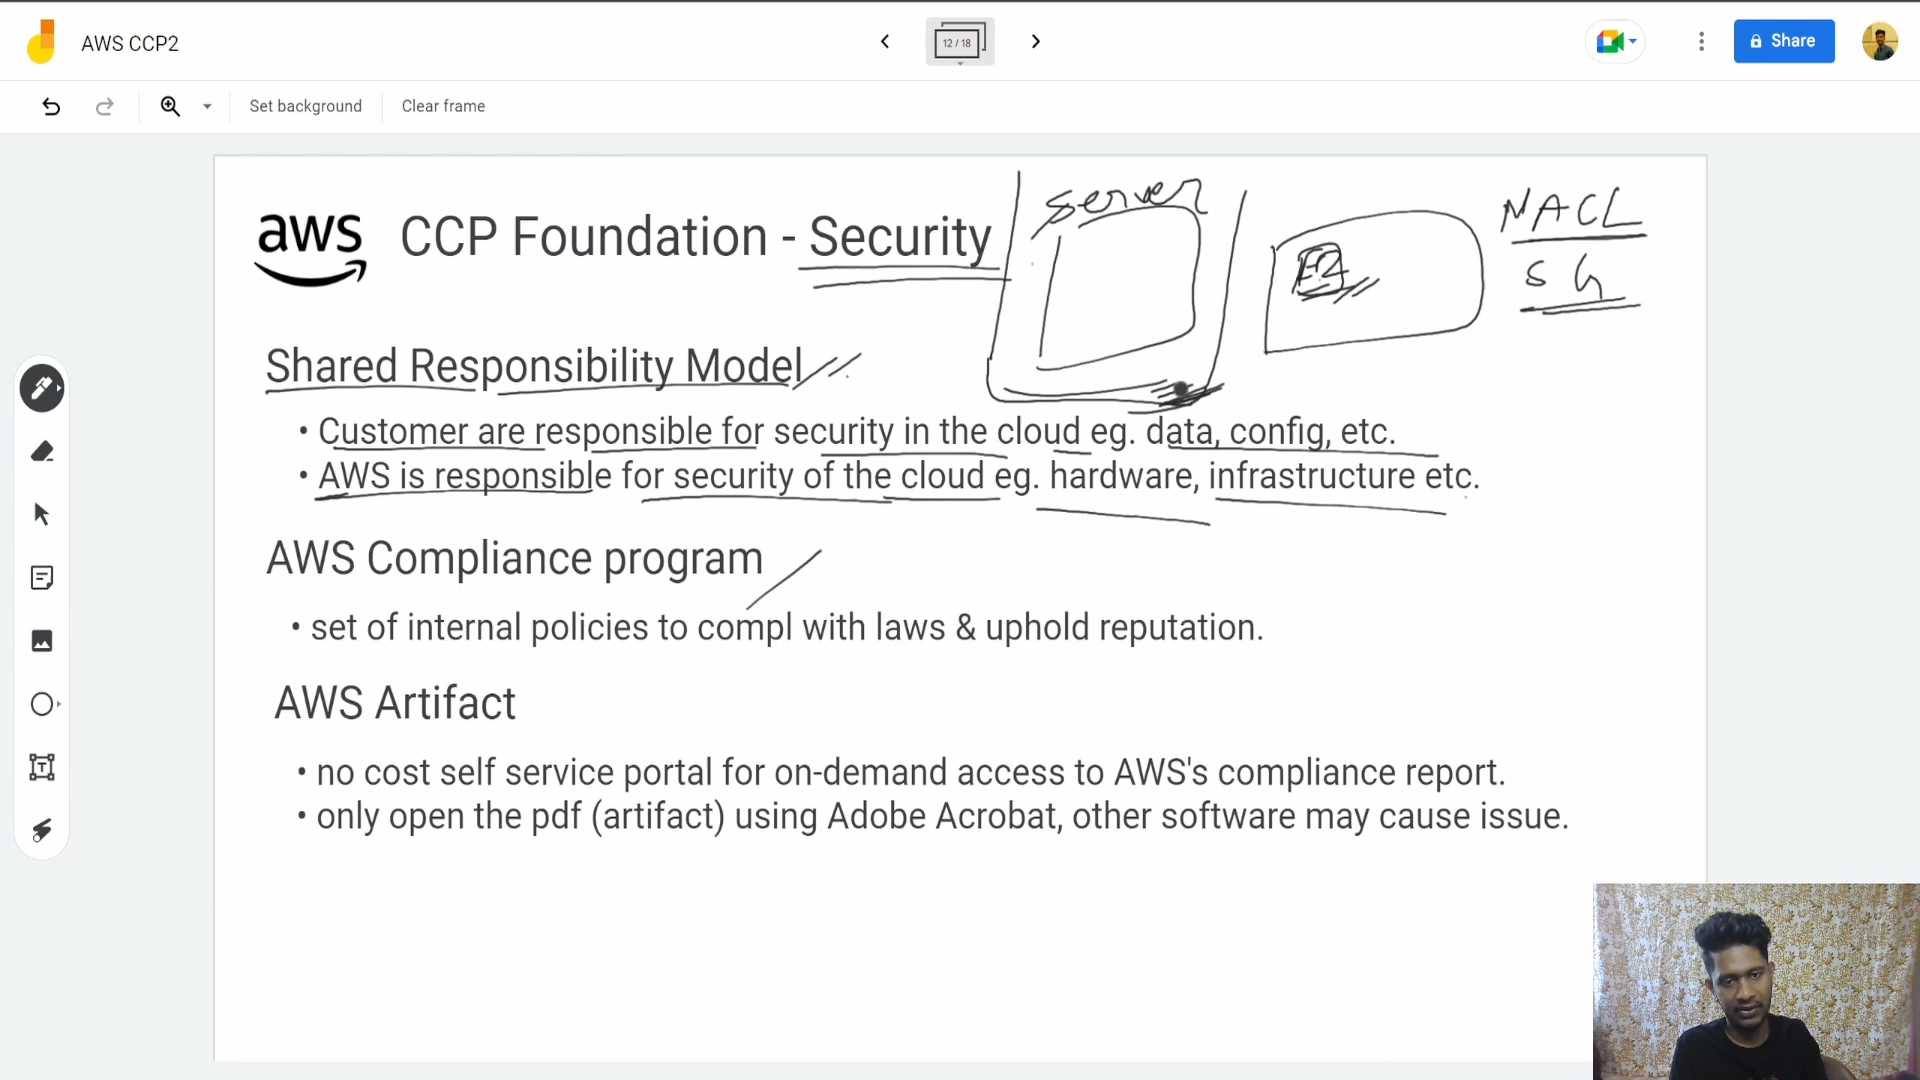 AWS CCP2
12 / 18
Share
Set background
Clear frame
aws CCP Foundation - Security
server
E2
NACL
SG
Shared Responsibility Model
• Customer are responsible for security in the cloud eg. data, config, etc.
• AWS is responsible for security of the cloud eg. hardware, infrastructure etc.
AWS Compliance program
• set of internal policies to compl with laws & uphold reputation.
AWS Artifact
• no cost self service portal for on-demand access to AWS's compliance report.
• only open the pdf (artifact) using Adobe Acrobat, other software may cause issue.